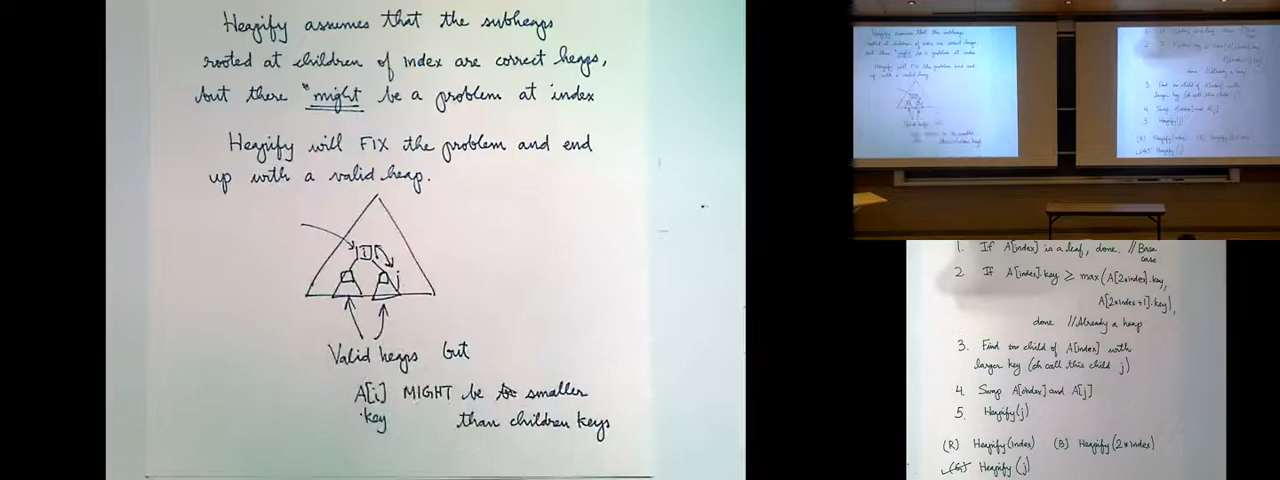 Heapify assumes that the subheaps
rooted at children of index are correct heaps,
but there "might be a problem at index
Heapify will FIX the problem and end
up with a valid heap.
i
j
Valid heaps but
A[i] MIGHT be smaller
.key than children keys
1. If A[index] is a leaf, done. // Base
case
2. If A[index].key ≥ max(A[2*index].key,
A[2*index+1].key),
done //Already a heap
3. Find child of A[index] with
larger key (call this child j)
4. Swap A[index] and A[j]
5. Heapify(j)
(R) Heapify(index) (B) Heapify(2*index)
(G) Heapify(j)